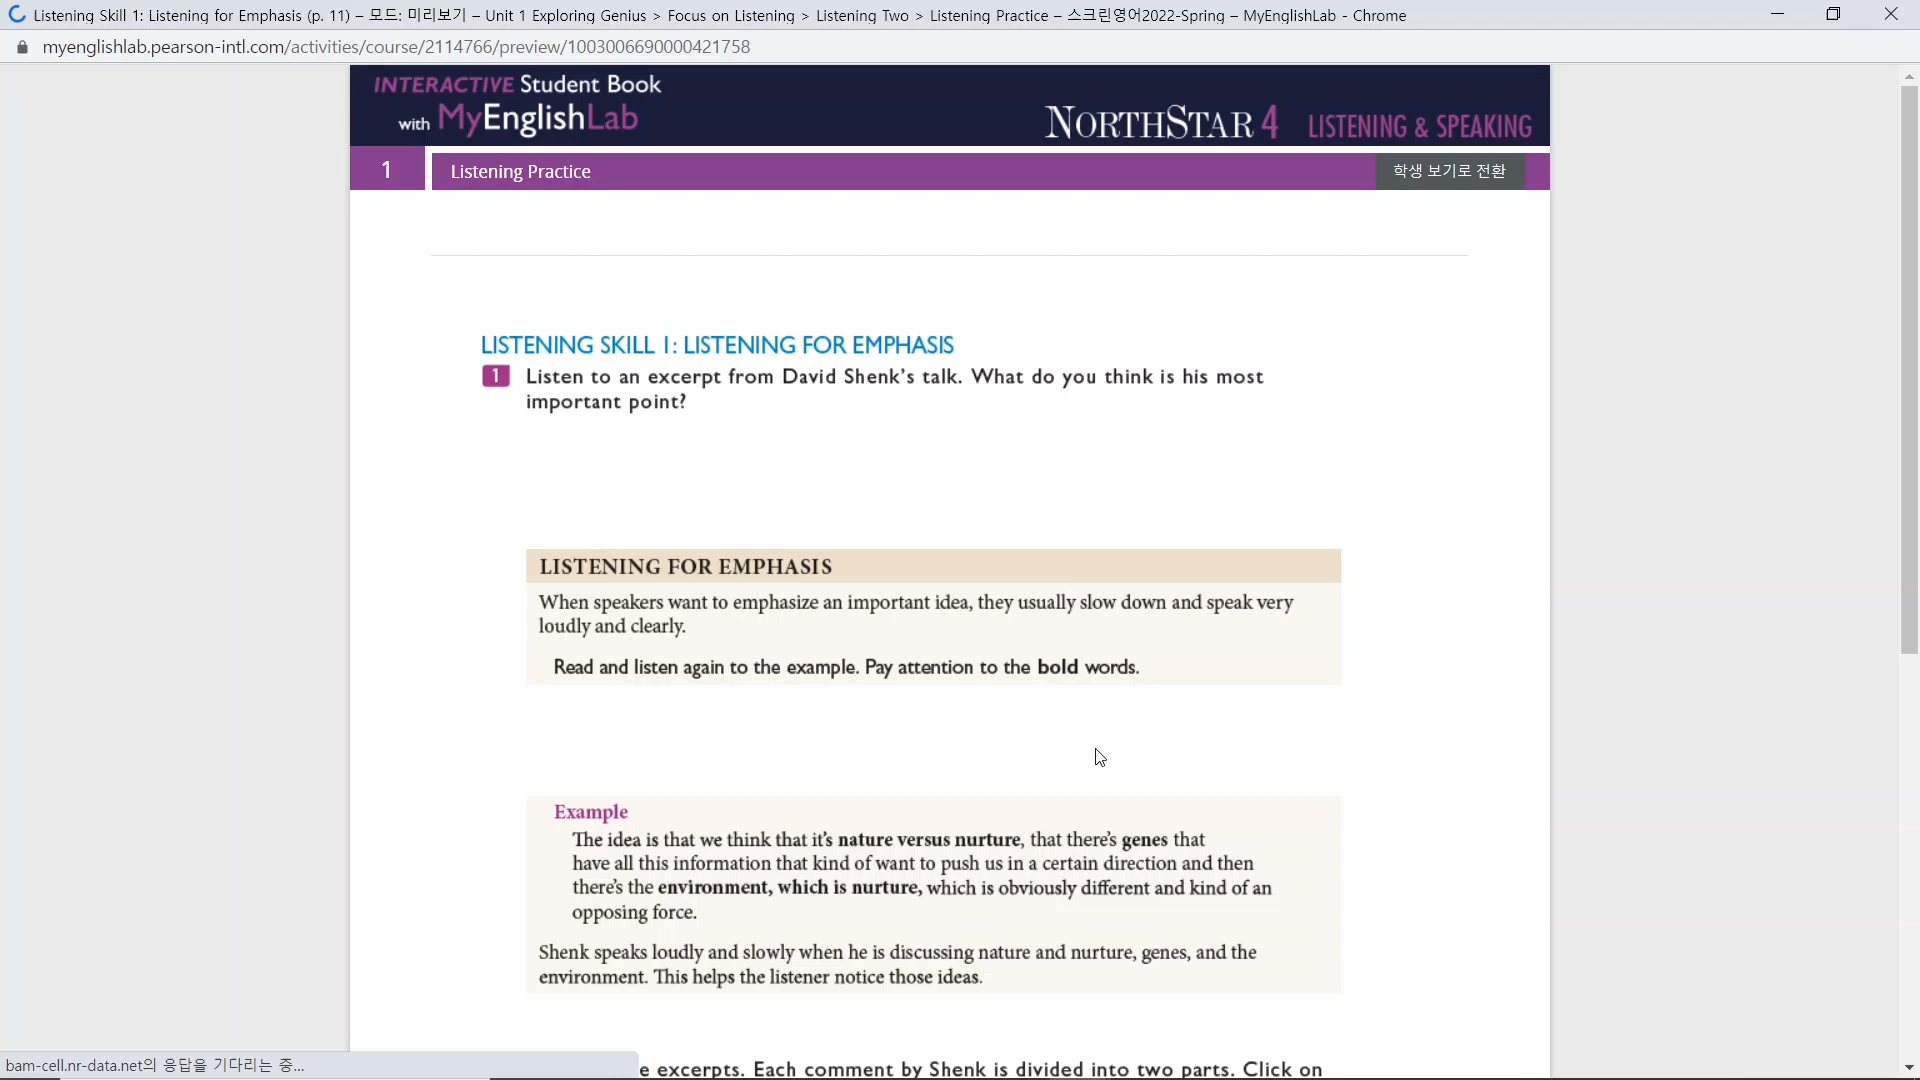 Listening Skill 1: Listening for Emphasis (p. 11) – 모드: 미리보기 – Unit 1 Exploring Genius > Focus on Listening > Listening Two > Listening Practice – 스크린영어2022-Spring – MyEnglishLab - Chrome
myenglishlab.pearson-intl.com/activities/course/2114766/preview/1003006690000421758
INTERACTIVE Student Book
with MyEnglishLab
NORTHSTAR 4 LISTENING & SPEAKING
1 Listening Practice 학생 보기로 전환
LISTENING SKILL 1: LISTENING FOR EMPHASIS
1 Listen to an excerpt from David Shenk's talk. What do you think is his most
important point?
LISTENING FOR EMPHASIS
When speakers want to emphasize an important idea, they usually slow down and speak very
loudly and clearly.
Read and listen again to the example. Pay attention to the bold words.
Example
The idea is that we think that it's nature versus nurture, that there's genes that
have all this information that kind of want to push us in a certain direction and then
there's the environment, which is nurture, which is obviously different and kind of an
opposing force.
Shenk speaks loudly and slowly when he is discussing nature and nurture, genes, and the
environment. This helps the listener notice those ideas.
e excerpts. Each comment by Shenk is divided into two parts. Click on
bam-cell.nr-data.net의 응답을 기다리는 중...